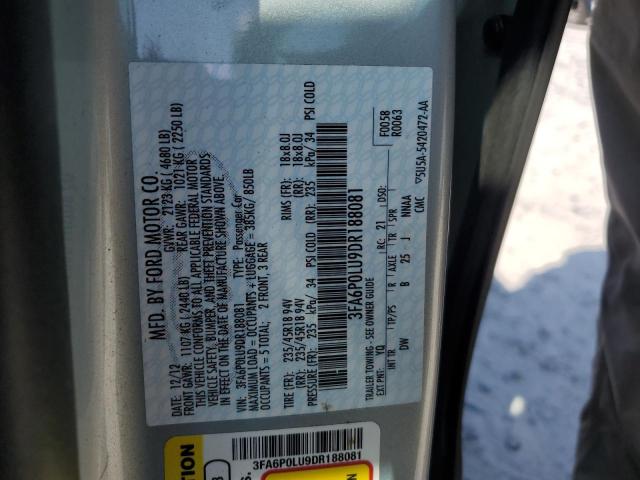 MFD. BY FORD MOTOR CO.
12/12 GVWR: 2123 KG ( 4680 LB)
FRONT GAWR: 1107 KG ( 2440 LB) REAR GAWR: 1021 KG ( 2250 LB)
THIS VEHICLE CONFORMS TO ALL APPLICABLE FEDERAL MOTOR
VEHICLE SAFETY, BUMPER, AND THEFT PREVENTION STANDARDS
IN EFFECT ON THE DATE OF MANUFACTURE SHOWN ABOVE.
VIN: 3FA6P0LU9DR188081 TYPE: Passenger Car
MAXIMUM LOAD = OCCUPANTS + LUGGAGE = 385KG/ 850LB
OCCUPANTS = 5 TOTAL; 2 FRONT, 3 REAR
TIRES (FR): 235/45R18 94V RIMS (FR): 18x8.0J
(RR): 235/45R18 94V (RR): 18x8.0J
PRESSURE (FR): 235 kPa/ 34 PSI COLD (RR): 235 kPa/ 34 PSI COLD
3FA6P0LU9DR188081
TRAILER TOWING - SEE OWNER GUIDE
F0058
R0063
EXT. PNT: YQ RC: 21 DSO:
INT TR TP/PS R AXLE TR SPR
DW B 25 J NNAA
CMC
5U5A-5420472-AA
3FA6P0LU9DR188081